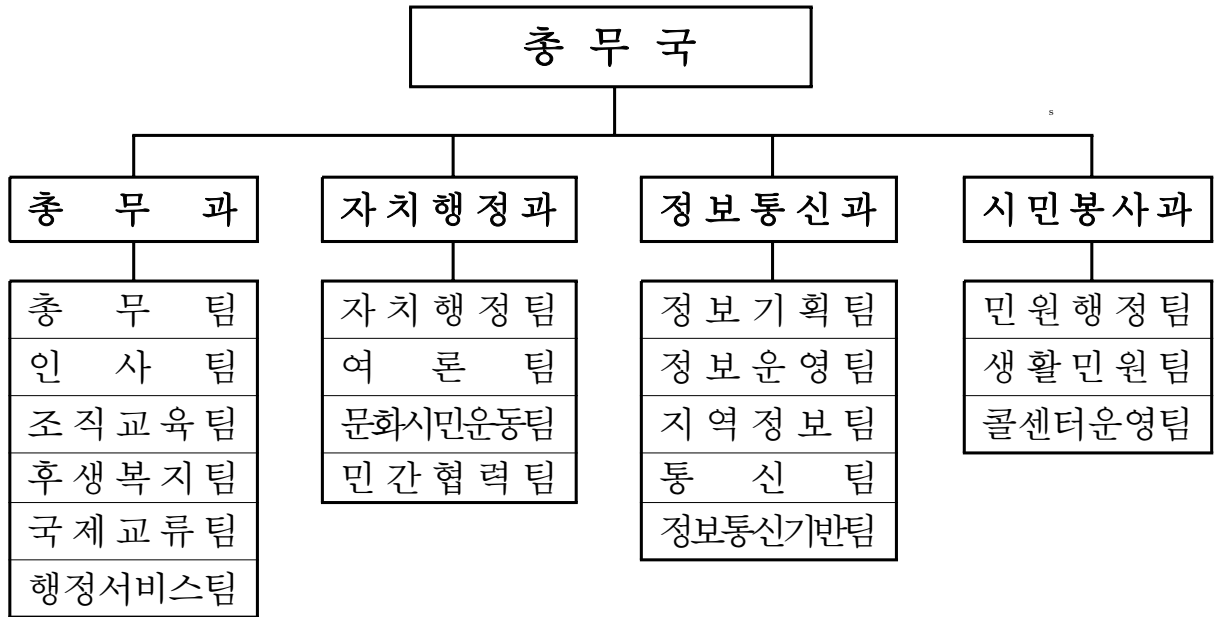 총 무 국
s
총 무 과
자치행정과
정보통신과
시민봉사과
총 무 팀
인 사 팀
조직교육팀
후생복지팀
국제교류팀
행정서비스팀
자치행정팀
여 론 팀
문화시민운동팀
민간협력팀
정보기획팀
정보운영팀
지역정보팀
통 신 팀
정보통신기반팀
민원행정팀
생활민원팀
콜센터운영팀